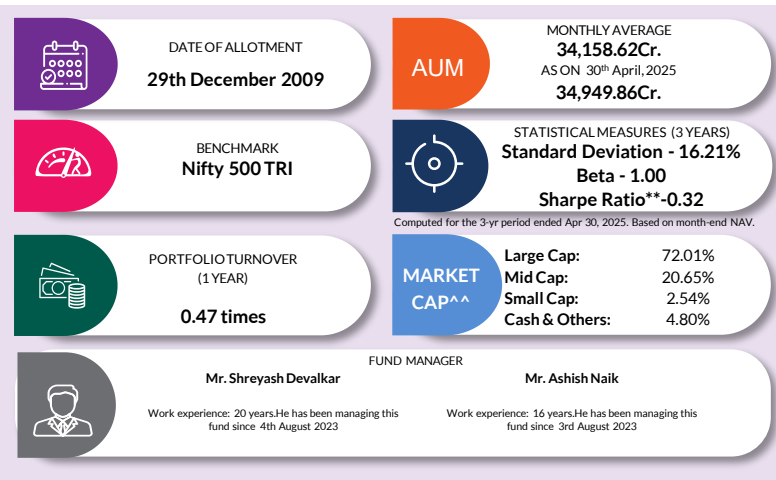 DATE OF ALLOTMENT
29th December 2009
AUM
MONTHLY AVERAGE
34,158.62Cr.
AS ON 30th April,2025
34,949.86Cr.
BENCHMARK
Nifty 500 TRI
STATISTICAL MEASURES (3 YEARS)
Standard Deviation - 16.21%
Beta - 1.00
Sharpe Ratio**-0.32
Computed for the 3-yr period ended Apr 30, 2025. Based on month-end NAV.
PORTFOLIO TURNOVER
(1 YEAR)
0.47 times
MARKET
CAP^^
Large Cap: 72.01%
Mid Cap: 20.65%
Small Cap: 2.54%
Cash & Others: 4.80%
FUND MANAGER
Mr. Shreyash Devalkar
Work experience: 20 years.He has been managing this
fund since 4th August 2023
Mr. Ashish Naik
Work experience: 16 years.He has been managing this
fund since 3rd August 2023